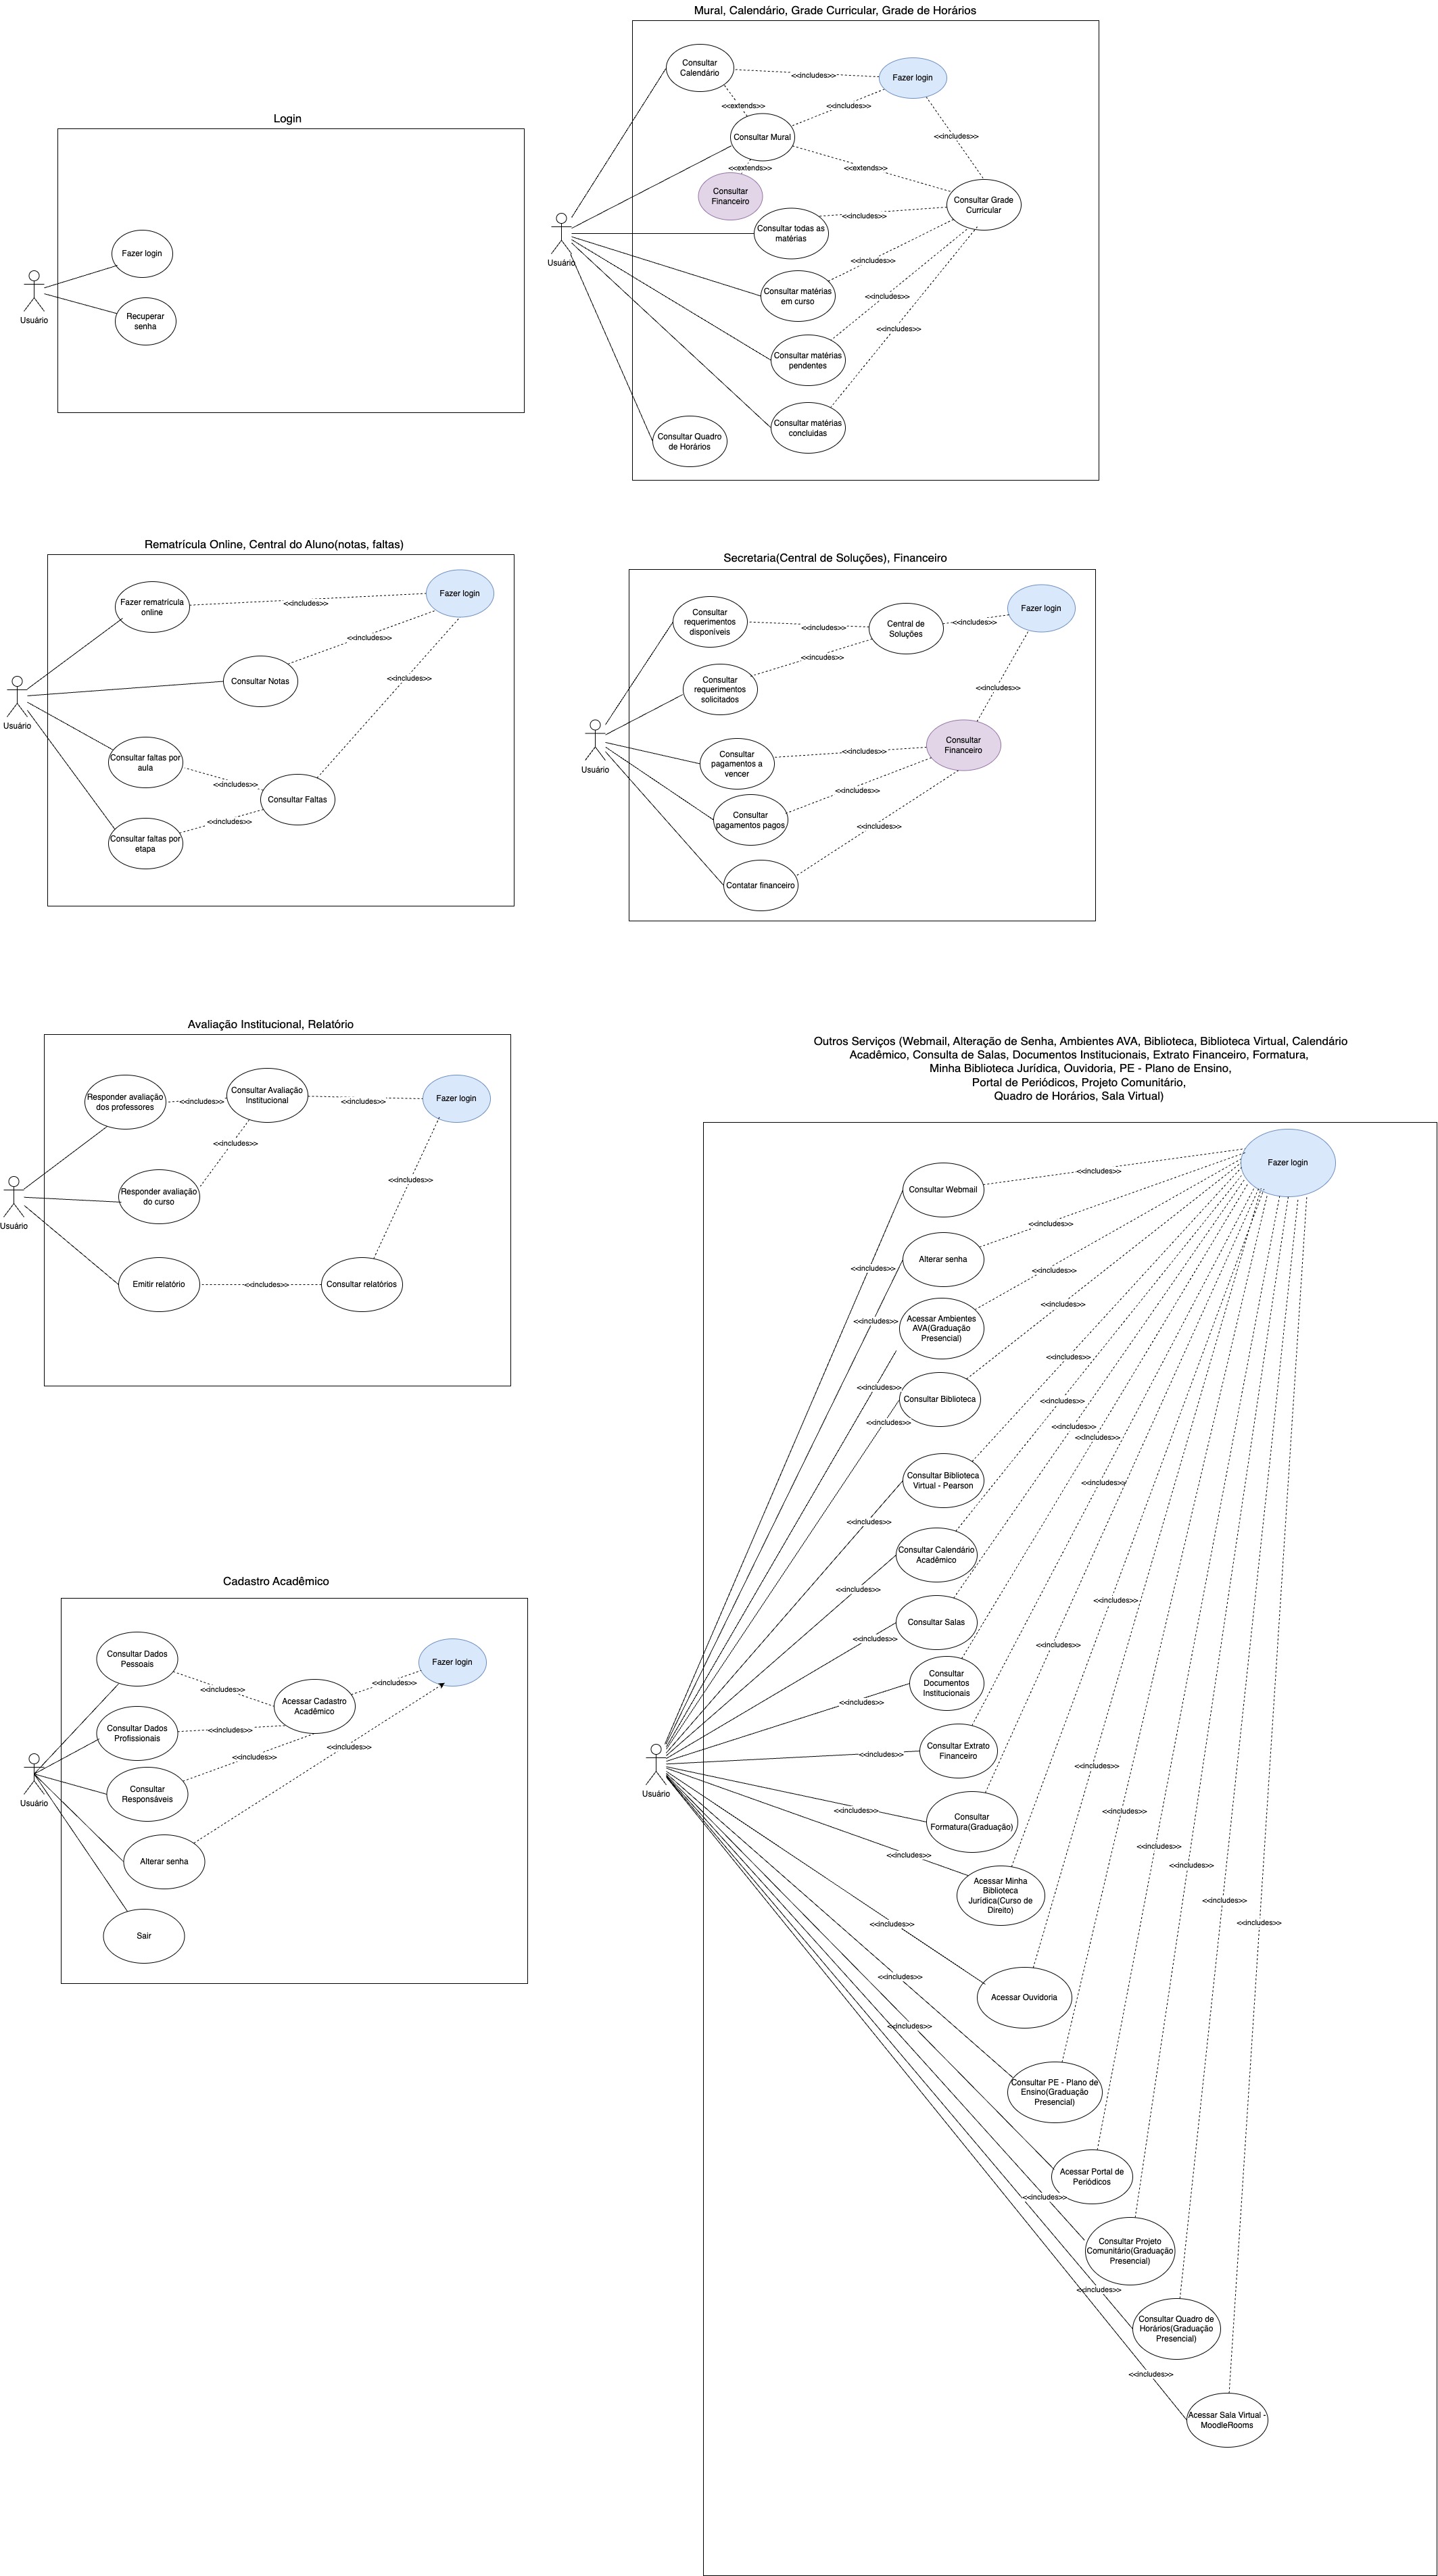 Mural, Calendário, Grade Curricular, Grade de Horários
Consultar
Calendário
<<includes>>
Fazer login
<<extends>>
<<includes>>
Consultar Mural
<<includes>>
<<extends>>
<<extends>>
Consultar
Financeiro
Consultar Grade
Curricular
Consultar todas as
matérias
<<includes>>
Usuário
<<includes>>
Consultar matérias
em curso
<<includes>>
<<includes>>
Consultar matérias
pendentes
Consultar matérias
concluídas
Consultar Quadro
de Horários
Login
Fazer login
Recuperar
senha
Usuário
Rematrícula Online, Central do Aluno(notas, faltas)
Fazer rematrícula
online
<<includes>>
Fazer login
<<includes>>
Consultar Notas
<<includes>>
Usuário
Consultar faltas por
aula
<<includes>>
Consultar Faltas
<<includes>>
Consultar faltas por
etapa
Secretaria(Central de Soluções), Financeiro
Consultar
requerimentos
disponíveis
<<includes>>
Central de
Soluções
<<includes>>
Fazer login
<<incudes>>
Consultar
requerimentos
solicitados
<<includes>>
Usuário
Consultar
pagamentos a
vencer
<<includes>>
Consultar
Financeiro
<<includes>>
Consultar
pagamentos pagos
<<includes>>
Contatar financeiro
Avaliação Institucional, Relatório
Responder avaliação
dos professores
<<includes>>
Consultar Avaliação
Institucional
<<includes>>
Fazer login
<<includes>>
<<includes>>
Responder avaliação
do curso
Usuário
Emitir relatório
<<includes>>
Consultar relatórios
Outros Serviços (Webmail, Alteração de Senha, Ambientes AVA, Biblioteca, Biblioteca Virtual, Calendário
Acadêmico, Consulta de Salas, Documentos Institucionais, Extrato Financeiro, Formatura,
Minha Biblioteca Jurídica, Ouvidoria, PE - Plano de Ensino,
Portal de Periódicos, Projeto Comunitário,
Quadro de Horários, Sala Virtual)
Fazer login
<<includes>>
Consultar Webmail
<<includes>>
Alterar senha
<<includes>>
<<includes>>
<<includes>>
<<includes>>
Acessar Ambientes
AVA(Graduação
Presencial)
<<includes>>
<<includes>>
Consultar Biblioteca
<<includes>>
<<includes>>
<<includes>>
<<includes>>
Consultar Biblioteca
Virtual - Pearson
<<includes>>
<<includes>>
Consultar Calendário
Acadêmico
<<includes>>
<<includes>>
Consultar Salas
<<includes>>
<<includes>>
Consultar
Documentos
Institucionais
<<includes>>
Consultar Extrato
Financeiro
<<includes>>
<<includes>>
Usuário
<<includes>>
Consultar
Formatura(Graduação)
<<includes>>
<<includes>>
<<includes>>
<<includes>>
Acessar Minha
Biblioteca
Jurídica(Curso de
Direito)
<<includes>>
<<includes>>
<<includes>>
<<includes>>
Acessar Ouvidoria
<<includes>>
Consultar PE - Plano de
Ensino(Graduação
Presencial)
Acessar Portal de
Periódicos
<<includes>>
Consultar Projeto
Comunitário(Graduação
Presencial)
<<includes>>
Consultar Quadro de
Horários(Graduação
Presencial)
<<includes>>
Acessar Sala Virtual -
MoodleRooms
Cadastro Acadêmico
Consultar Dados
Pessoais
Fazer login
<<includes>>
<<includes>>
Acessar Cadastro
Acadêmico
Consultar Dados
Profissionais
<<includes>>
<<includes>>
<<includes>>
Consultar
Responsáveis
Usuário
Alterar senha
Sair